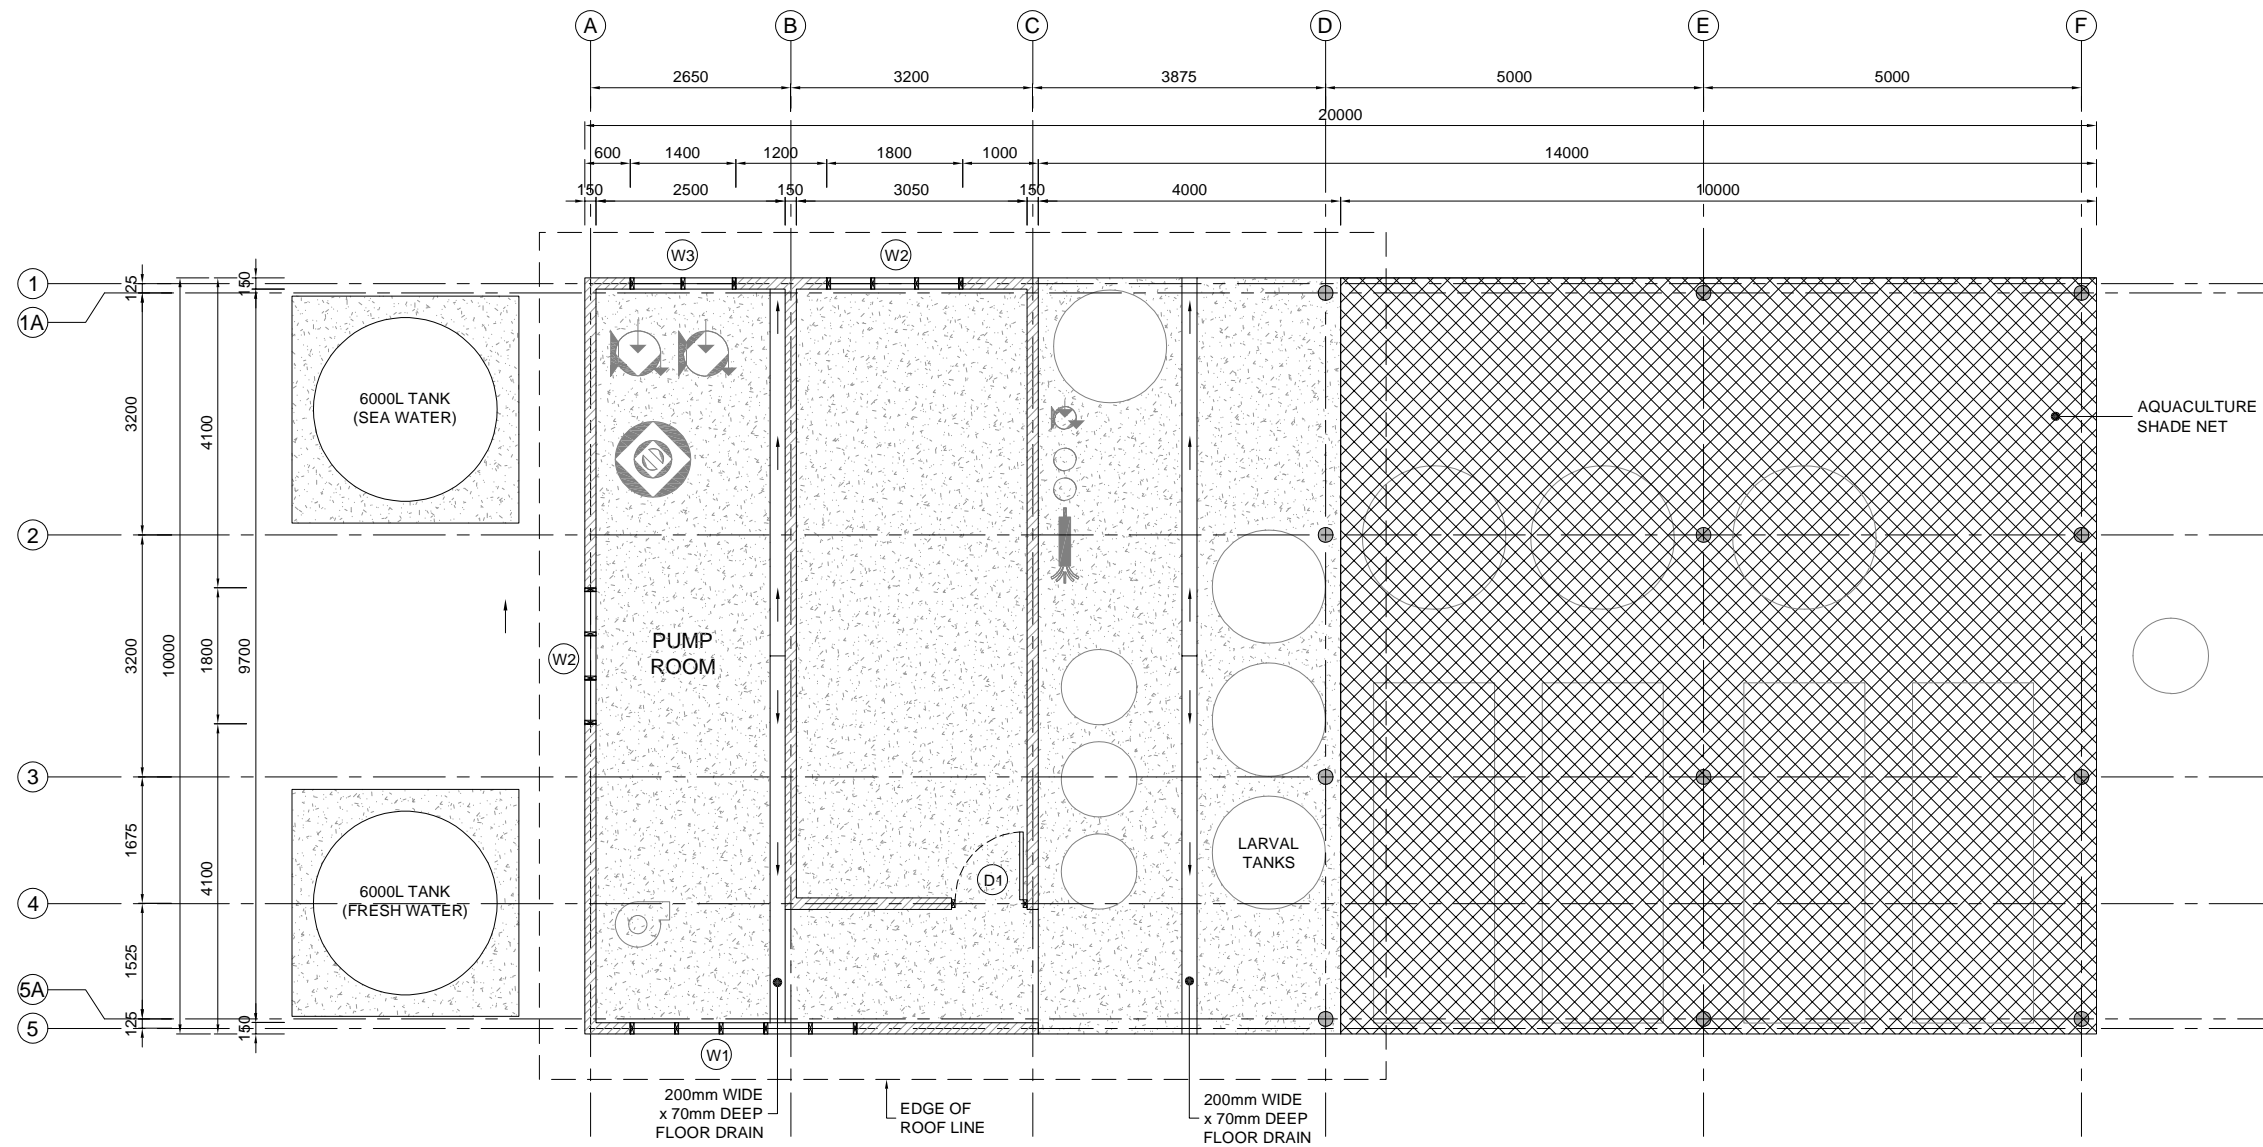 A
B
C
D
E
F
2650
3200
3875
5000
5000
20000
600
1400
1200
1800
1000
14000
150
2500
150
3050
150
4000
10000
W3
W2
1
1A
2
3
4
5A
5
125
3200
3200
1675
1525
125
10000
4100
1800
4100
150
9700
150
6000L TANK
(SEA WATER)
6000L TANK
(FRESH WATER)
W2
PUMP
ROOM
D1
LARVAL
TANKS
AQUACULTURE
SHADE NET
W1
200mm WIDE
x 70mm DEEP
FLOOR DRAIN
EDGE OF
ROOF LINE
200mm WIDE
x 70mm DEEP
FLOOR DRAIN